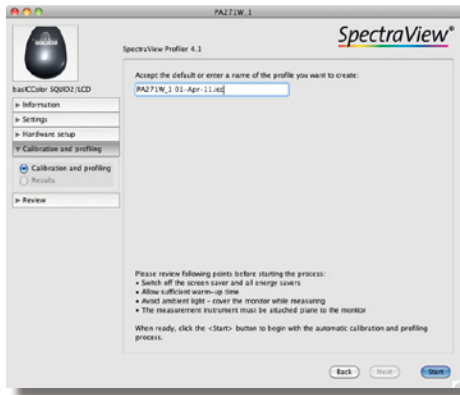 PA271W_1
SpectraView®
SpectraView Profiler 4.1
basICColor SQUID2/LCD
Information
Settings
Hardware setup
Calibration and profiling
Calibration and profiling
Results
Review
Accept the default or enter a name of the profile you want to create:
PA271W_1 01-Apr-11.icc
Please review following points before starting the process:
• Switch off the screen saver and all energy savers
• Allow sufficient warm-up time
• Avoid ambient light - cover the monitor while measuring
• The measurement instrument must be attached plane to the monitor
When ready, click the <Start> button to begin with the automatic calibration and profiling
process.
Back Next Start